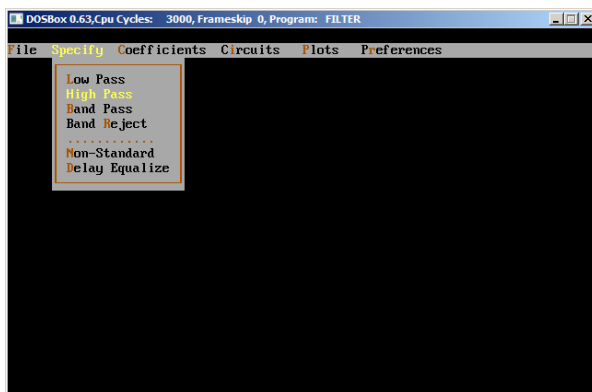 DOSBox 0.63,Cpu Cycles: 3000, Frameskip 0, Program: FILTER
File Specify Coefficients Circuits Plots Preferences
Low Pass
High Pass
Band Pass
Band Reject
............
Non-Standard
Delay Equalize